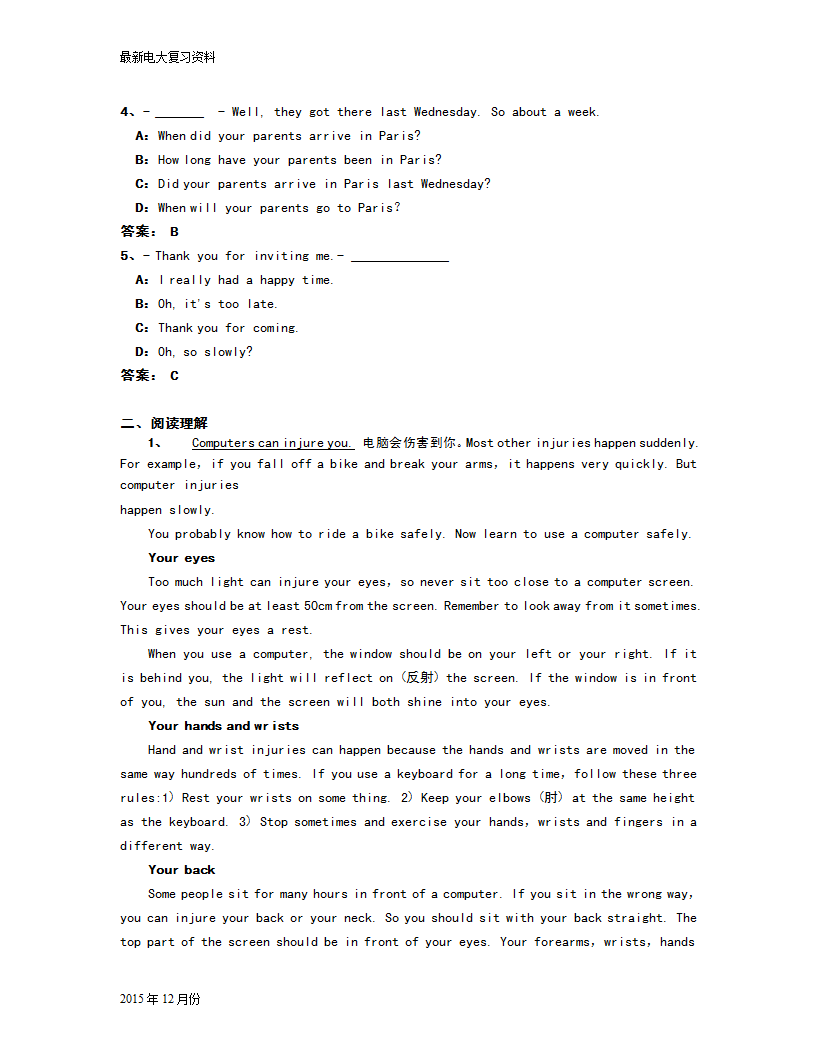 最新电大复习资料
4、- _______ - Well, they got there last Wednesday. So about a week.
A：When did your parents arrive in Paris?
B：How long have your parents been in Paris?
C：Did your parents arrive in Paris last Wednesday?
D：When will your parents go to Paris？
答案： B
5、- Thank you for inviting me.- ______________
A：I really had a happy time.
B：Oh, it's too late.
C：Thank you for coming.
D：Oh, so slowly?
答案： C
二、阅读理解
1、 Computers can injure you. 电脑会伤害到你。Most other injuries happen suddenly.
For example，if you fall off a bike and break your arms，it happens very quickly. But
computer injuries
happen slowly.
You probably know how to ride a bike safely. Now learn to use a computer safely.
Your eyes
Too much light can injure your eyes，so never sit too close to a computer screen.
Your eyes should be at least 50cm from the screen. Remember to look away from it sometimes.
This gives your eyes a rest.
When you use a computer, the window should be on your left or your right. If it
is behind you, the light will reflect on（反射）the screen. If the window is in front
of you, the sun and the screen will both shine into your eyes.
Your hands and wrists
Hand and wrist injuries can happen because the hands and wrists are moved in the
same way hundreds of times. If you use a keyboard for a long time，follow these three
rules:1）Rest your wrists on some thing. 2）Keep your elbows（肘）at the same height
as the keyboard. 3）Stop sometimes and exercise your hands，wrists and fingers in a
different way.
Your back
Some people sit for many hours in front of a computer. If you sit in the wrong way，
you can injure your back or your neck. So you should sit with your back straight. The
top part of the screen should be in front of your eyes. Your forearms，wrists，hands
2015 年 12 月份